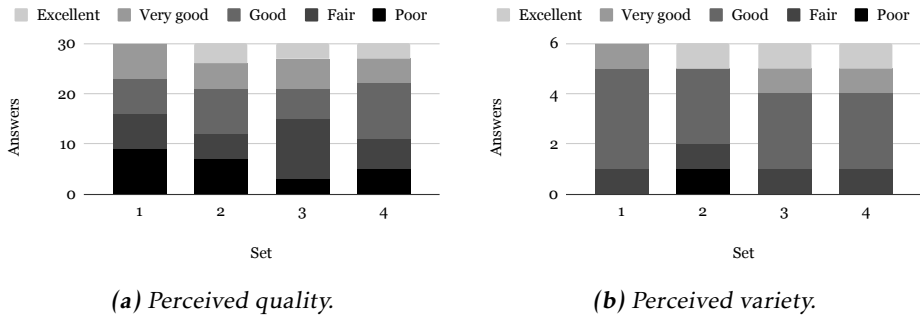 Excellent Very good Good Fair Poor
30
20
10
0
Answers
1 2 3 4
Set
(a) Perceived quality.
Excellent Very good Good Fair Poor
6
4
2
0
Answers
1 2 3 4
Set
(b) Perceived variety.